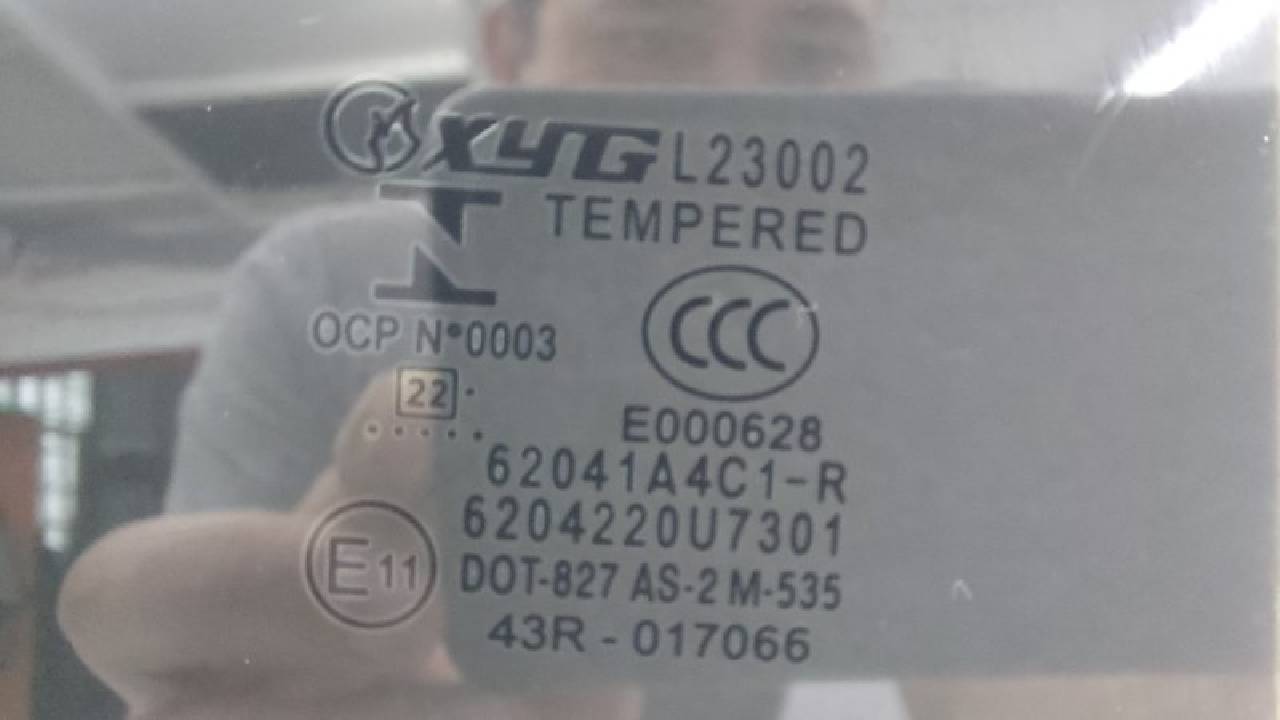 XYG L23002
TEMPERED
OCP N°0003
CCC
22
E000628
62041A4C1-R
6204220U7301
E11
DOT-827 AS-2 M-535
43R - 017066